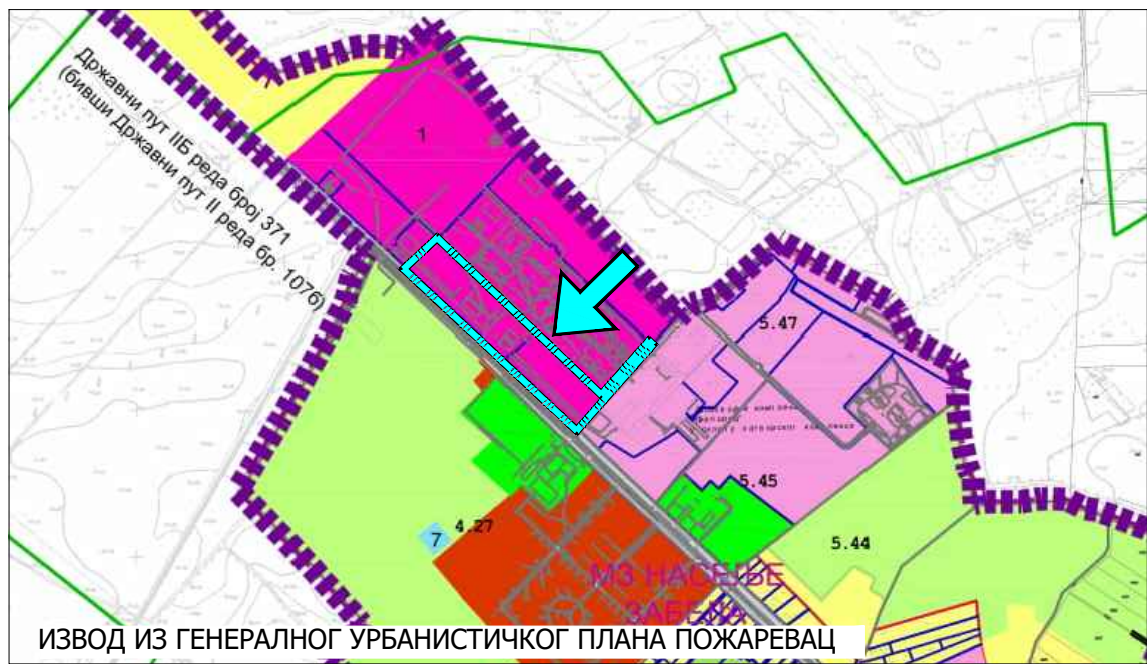 Државни пут IIБ реда број 371
(бивши Државни пут II реда бр. 107б)
1
5.47
5.45
5.44
4.27
7
МЗ НАСЕЉЕ
ЗАБЕЛА
ИЗВОД ИЗ ГЕНЕРАЛНОГ УРБАНИСТИЧКОГ ПЛАНА ПОЖАРЕВАЦ